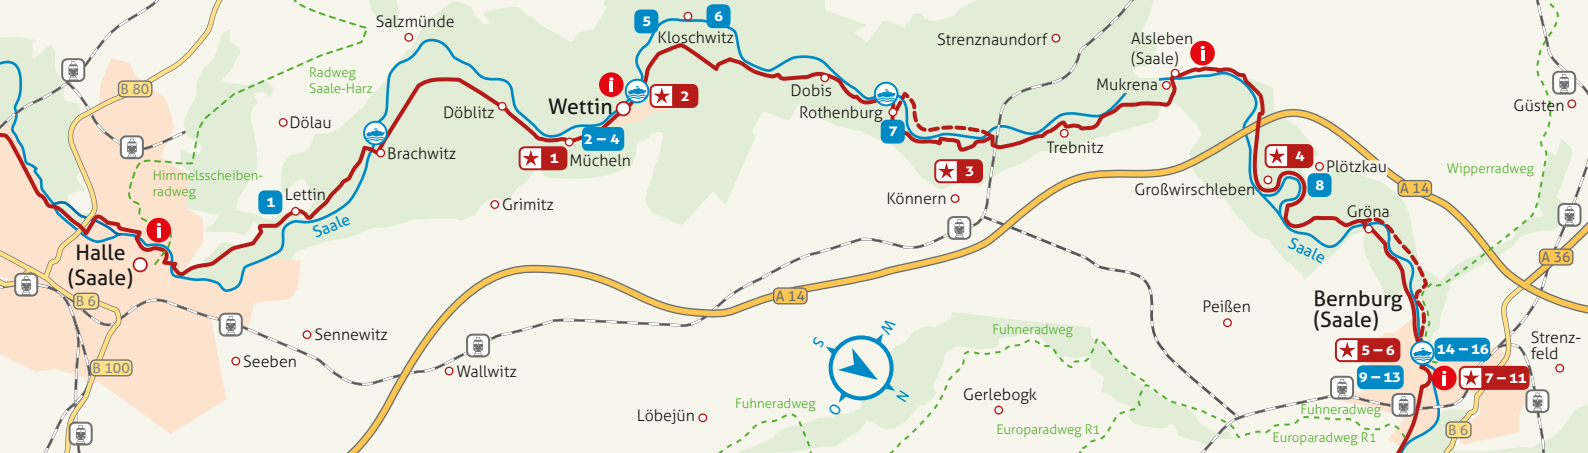 Salzmünde
5
6
Kloschwitz
Strenznaundorf
Alsleben
(Saale)
i
B 80
Radweg
Saale-Harz
i
Wettin
2
Döblitz
Dobis
Rothenburg
Mukrena
Güsten
Dölau
7
2 – 4
1
Mücheln
Brachwitz
Trebnitz
4
Plötzkau
Himmelsscheiben-
radweg
3
Wipperradweg
Großwirschleben
8
A 14
1
Lettin
Grimitz
Können
Saale
Gröna
i
Halle
(Saale)
Saale
A 36
B 6
A 14
Bernburg
(Saale)
Peißen
Sennewitz
Seeben
Fuhneradweg
S
W
O
N
Strenz-
feld
5 – 6
14 – 16
B 100
Wallwitz
9 – 13
i
7 – 11
Gerlebogk
Fuhneradweg
Löbejün
Fuhneradweg
Europaradweg R1
Europaradweg R1
B 6